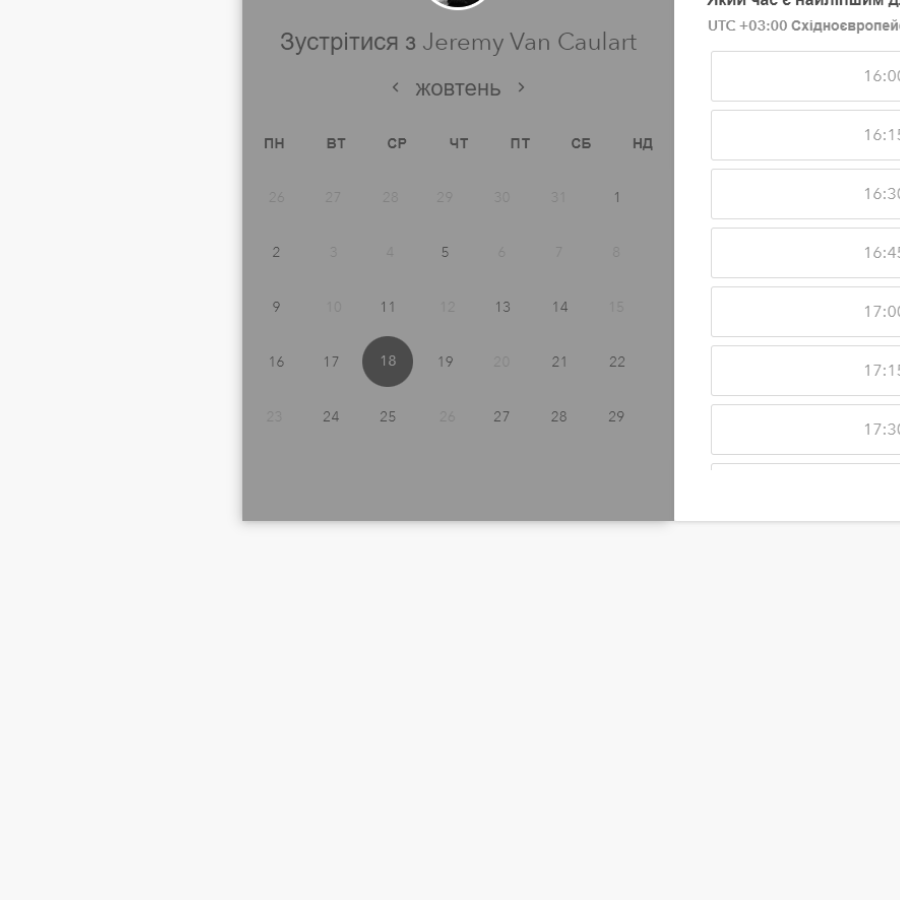 Зустрітися з Jeremy Van Caulart
жовтень
ПН ВТ СР ЧТ ПТ СБ НД
26 27 28 29 30 31 1
2 3 4 5 6 7 8
9 10 11 12 13 14 15
16 17 18 19 20 21 22
23 24 25 26 27 28 29
Який час є найліпшим
UTC +03:00
16:00
16:15
16:30
16:45
17:00
17:15
17:30